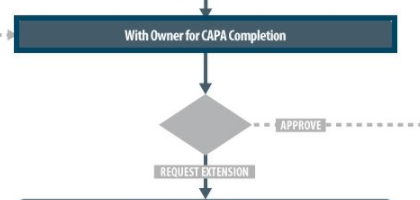 With Owner for CAPA Completion
APPROVE
REQUEST EXTENSION